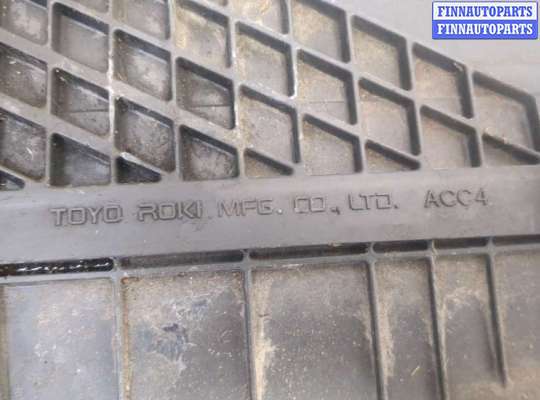 FINNAUTOPARTS
FINNAUTOPARTS
TOYO ROKI MFG. CO., LTD. ACC4